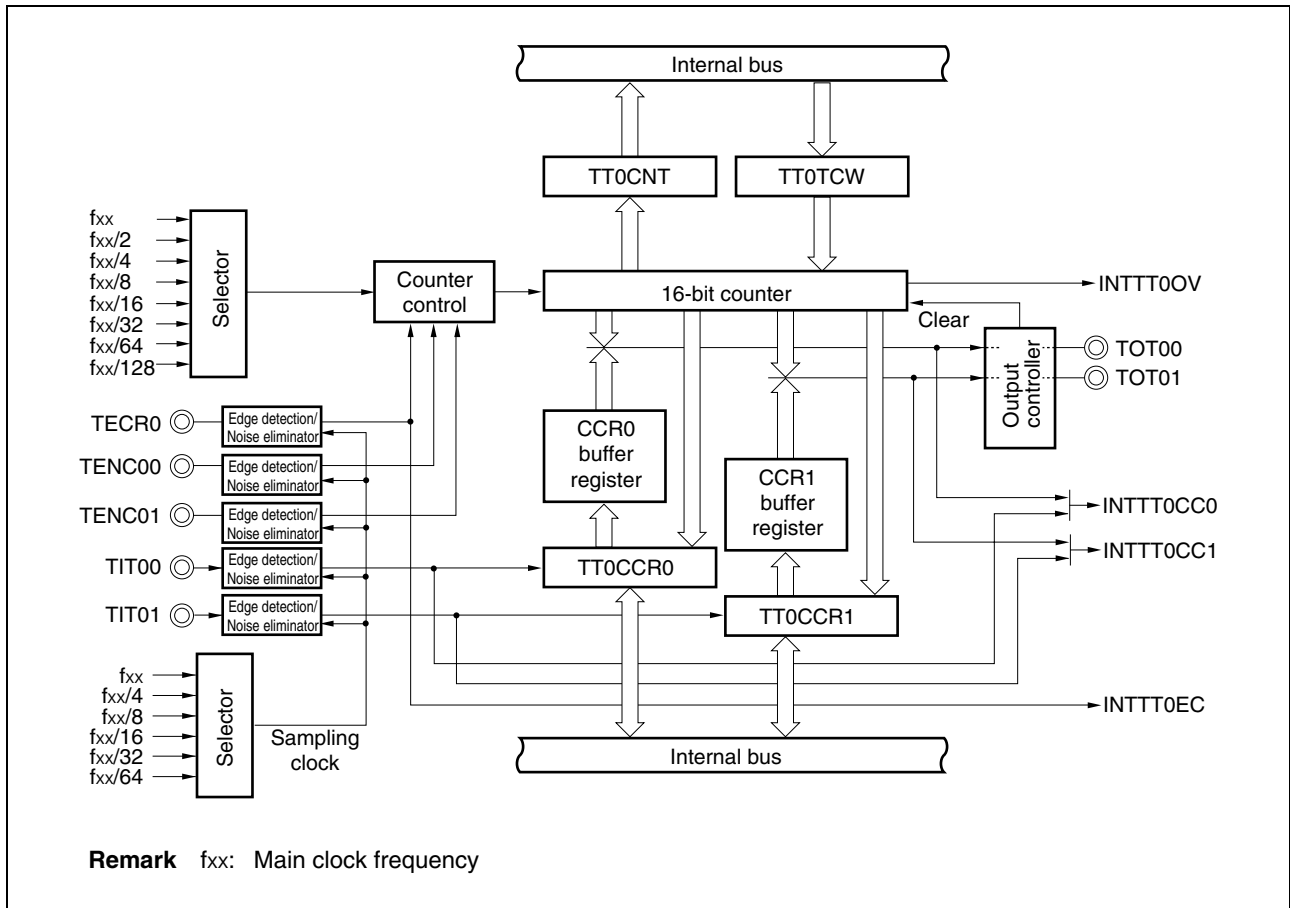 Internal bus
TT0CNT
TT0TCW
fxx
fxx/2
fxx/4
fxx/8
fxx/16
fxx/32
fxx/64
fxx/128
Selector
Counter
control
16-bit counter
INTTT0OV
Clear
Output
controller
TOT00
TOT01
TECR0
Edge detection/
Noise eliminator
TENC00
Edge detection/
Noise eliminator
TENC01
Edge detection/
Noise eliminator
TIT00
Edge detection/
Noise eliminator
TIT01
Edge detection/
Noise eliminator
CCR0
buffer
register
CCR1
buffer
register
INTTT0CC0
INTTT0CC1
TT0CCR0
TT0CCR1
fxx
fxx/4
fxx/8
fxx/16
fxx/32
fxx/64
Selector
Sampling
clock
INTTT0EC
Internal bus
Remark fxx: Main clock frequency